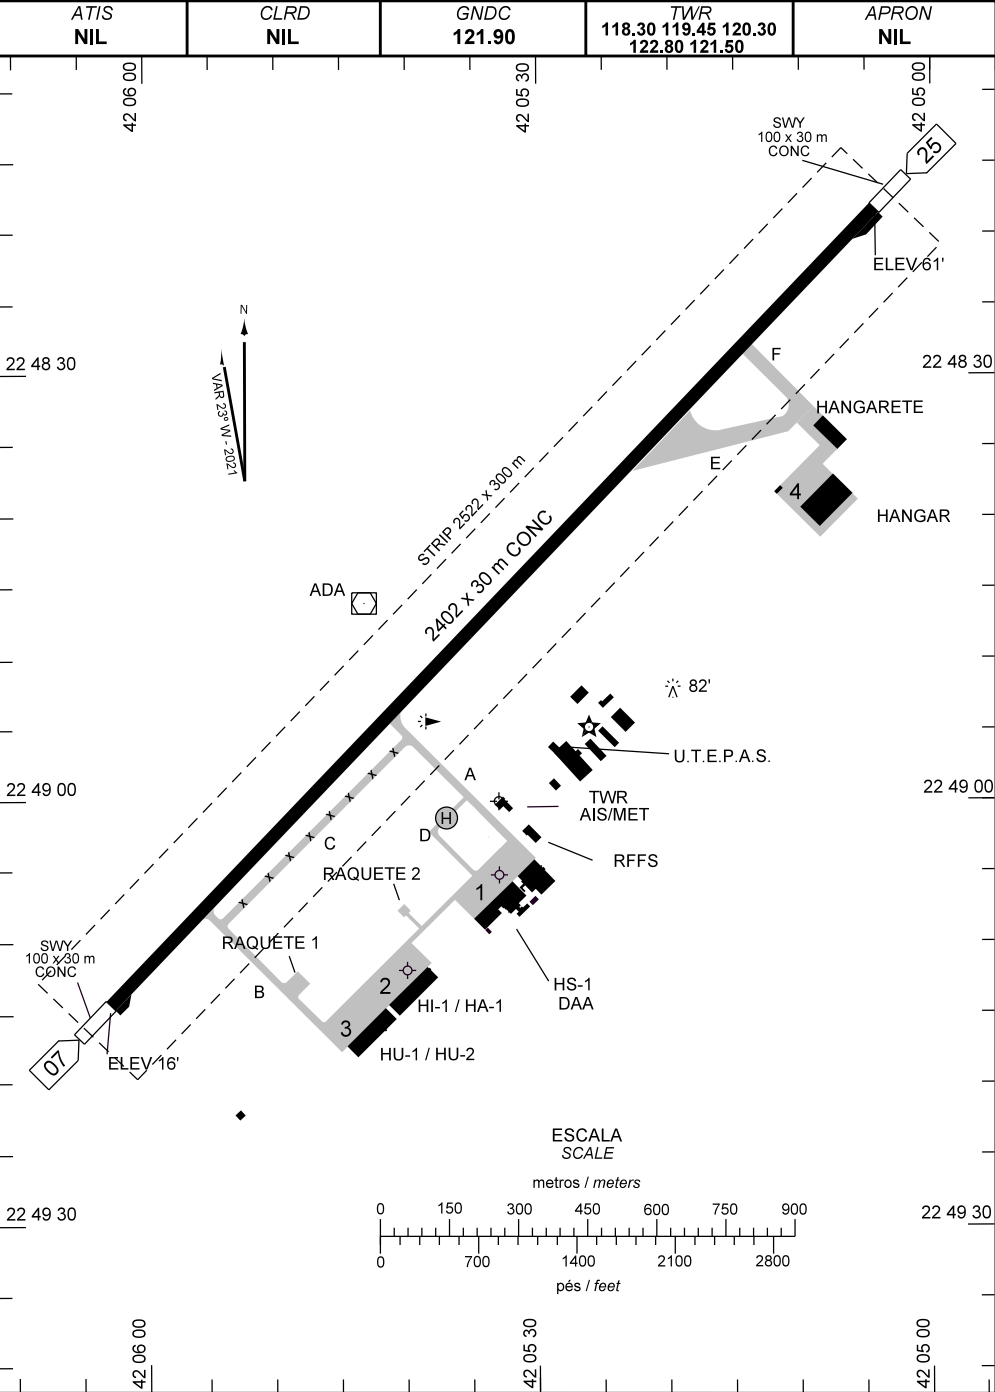 ATIS
NIL
CLRD
NIL
GNDC
121.90
TWR
118.30 119.45 120.30
122.80 121.50
APRON
NIL
42 06 00
42 05 30
42 05 00
SWY
100 x 30 m
CONC
25
ELEV 61'
N
VAR 23º W - 2021
22 48 30
22 48 30
F
HANGARETE
E
4
HANGAR
STRIP 2522 x 300 m
2402 x 30 m CONC
ADA
82'
U.T.E.P.A.S.
22 49 00
22 49 00
A
TWR
AIS/MET
H
D
C
RFFS
RAQUETE 2
1
RAQUETE 1
SWY
100 x 30 m
CONC
B
2
HS-1
DAA
HI-1 / HA-1
3
HU-1 / HU-2
07
ELEV 16'
ESCALA
SCALE
metros / meters
0 150 300 450 600 750 900
0 700 1400 2100 2800
pés / feet
22 49 30
22 49 30
42 06 00
42 05 30
42 05 00